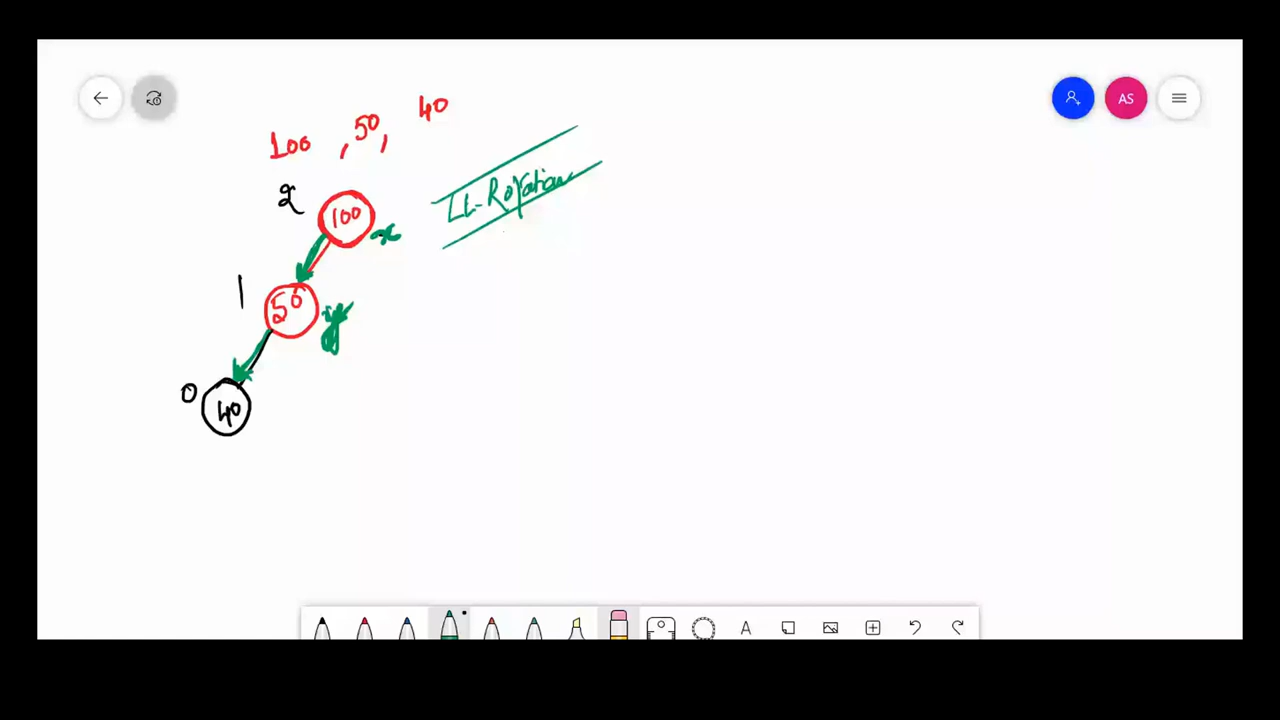 100 , 50, 40
2 100 x LL-Rotation
1 50 y
0 40
AS
A